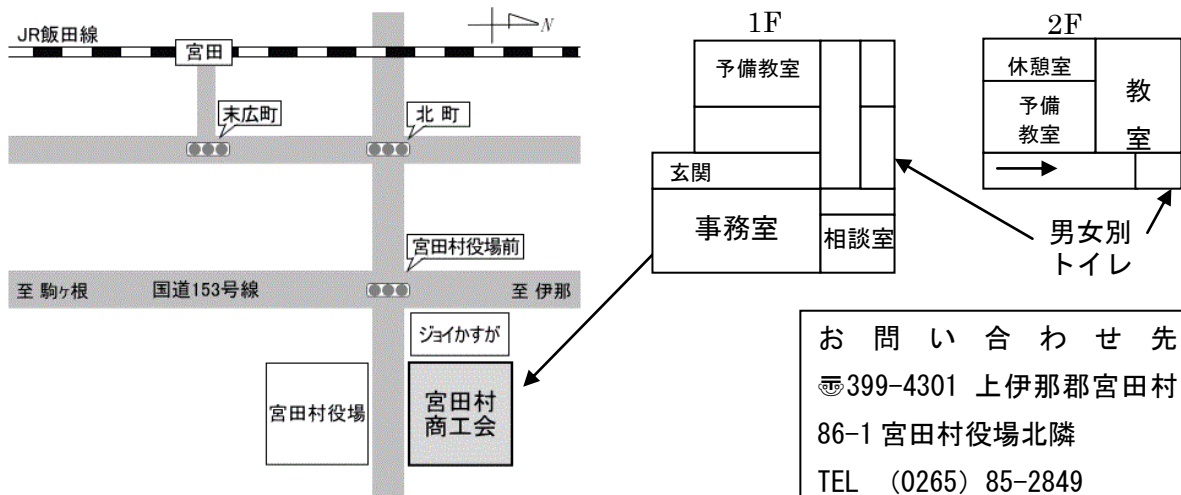 JR飯田線
宮田
N
末広町
北町
宮田村役場前
至 駒ヶ根
国道153号線
至 伊那
ジョイかすが
宮田村役場
宮田村
商工会
1F
予備教室
玄関
事務室
相談室
2F
休憩室
予備
教室
教
室
男女別
トイレ
お問い合わせ先
〠399-4301 上伊那郡宮田村
86-1 宮田村役場北隣
TEL (0265) 85-2849